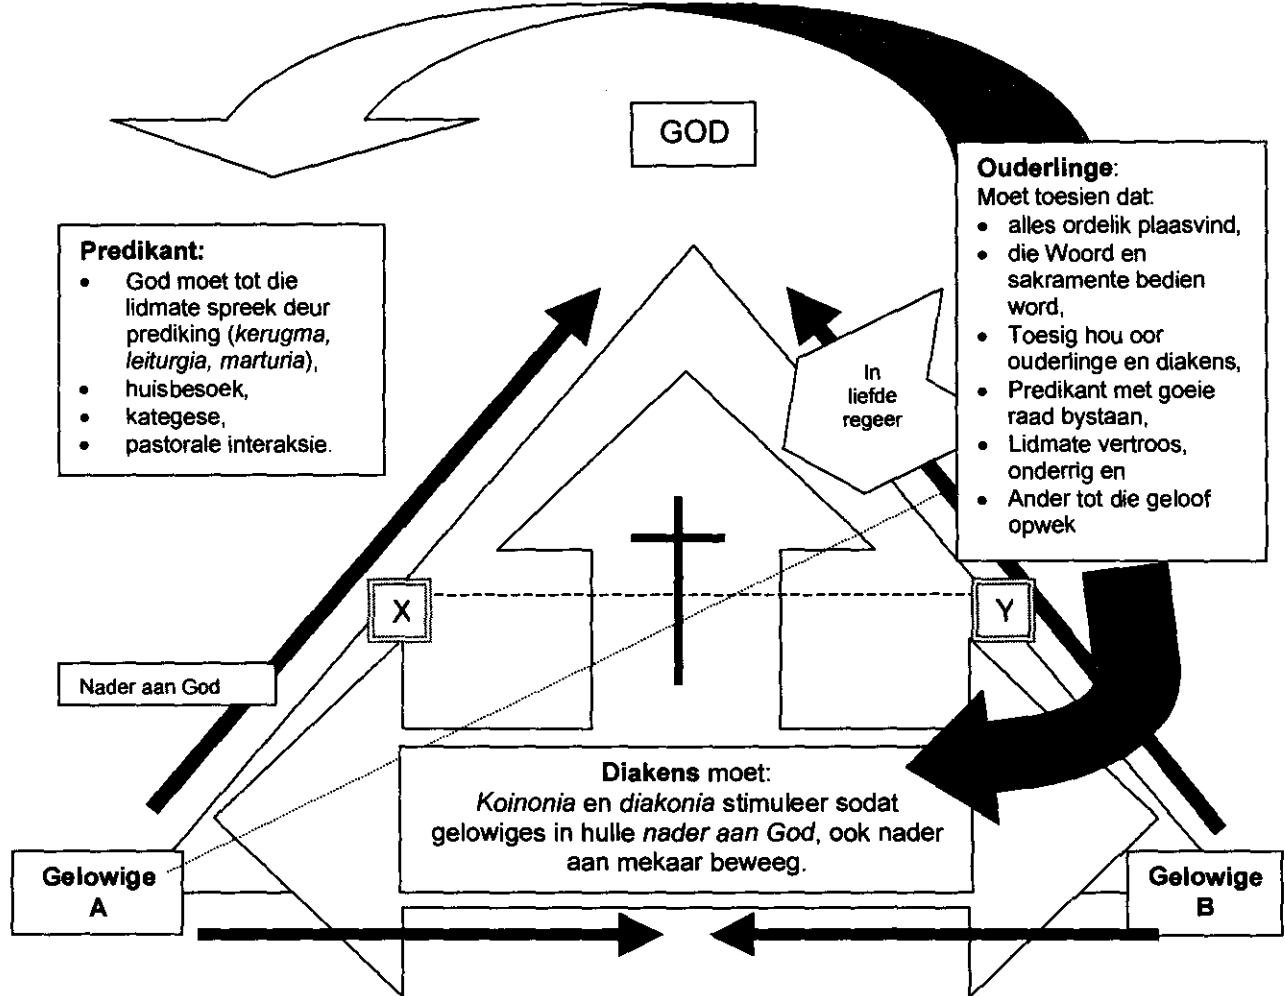 GOD
Predikant:
• God moet tot die
lidmate spreek deur
prediking (kerugma,
leiturgia, marturia),
• huisbesoek,
• kategese,
• pastorale interaksie.
Ouderlinge:
Moet toesien dat:
• alles ordelik plaasvind,
• die Woord en
sakramente bedien
word,
• Toesig hou oor
ouderlinge en diakens,
• Predikant met goeie
raad bystaan,
• Lidmate vertroos,
onderrig en
• Ander tot die geloof
opwek
In
liefde
regeer
X
Y
Nader aan God
Diakens moet:
Koinonia en diakonia stimuleer sodat
gelowiges in hulle nader aan God, ook nader
aan mekaar beweeg.
Gelowige
A
Gelowige
B